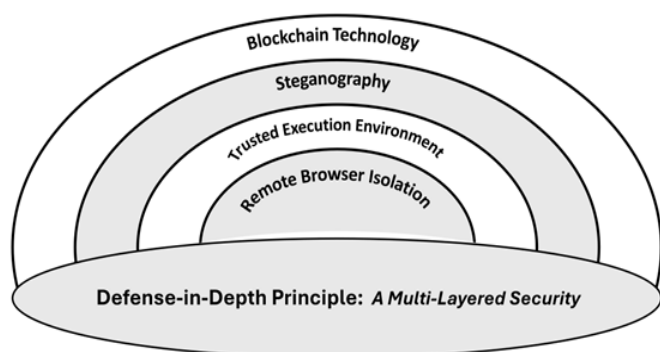 Blockchain Technology
Steganography
Trusted Execution Environment
Remote Browser Isolation
Defense-in-Depth Principle: A Multi-Layered Security